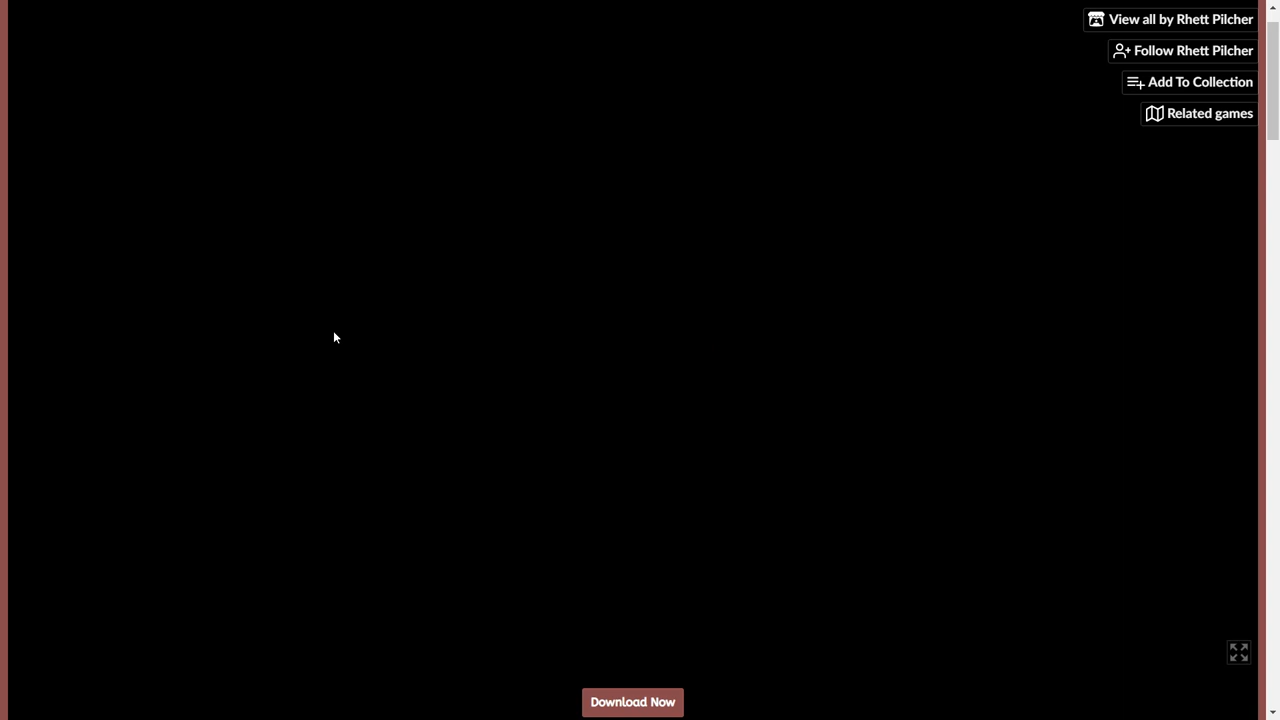 View all by Rhett Pilcher
Follow Rhett Pilcher
Add To Collection
Related games
Download Now